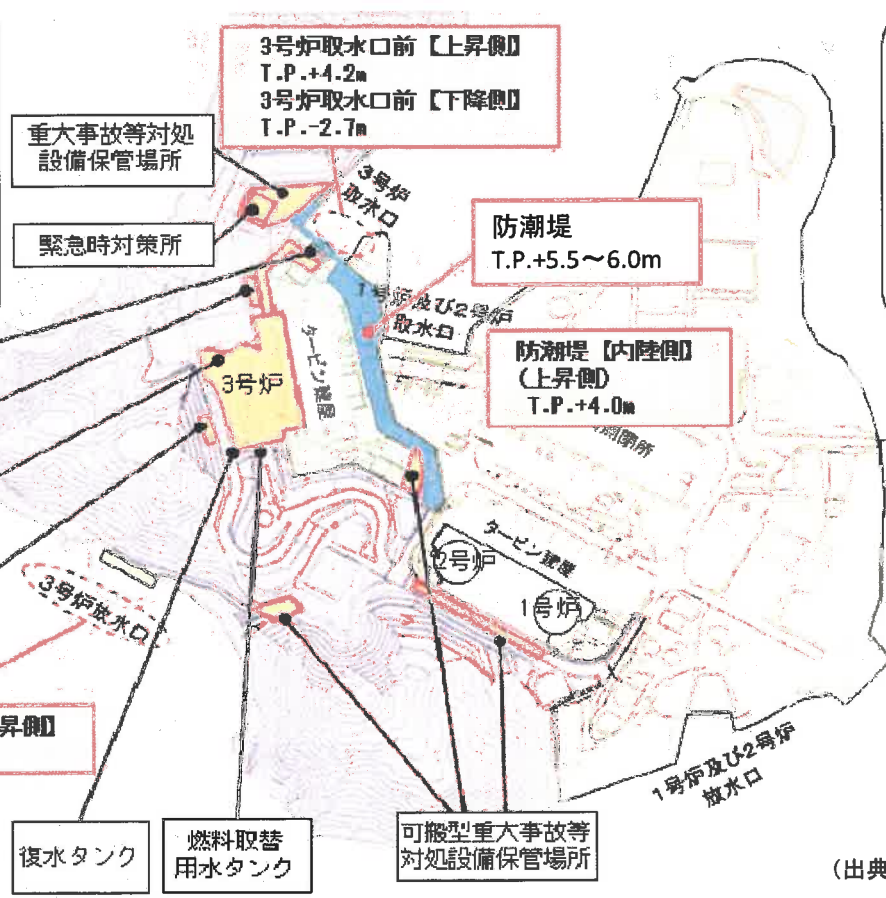 3号炉取水口前【上昇側】
T.P.+4.2m
3号炉取水口前【下降側】
T.P.-2.7m
重大事故等対処
設備保管場所
3号炉
取水口
緊急時対策所
防潮堤
T.P.+5.5～6.0m
1号炉及び2号炉
取水口
タービン建屋
防潮堤【内陸側】
(上昇側)
T.P.+4.0m
3号炉
箇所
タービン建屋
2号炉
1号炉
3号炉放水口
昇側】
1号炉及び2号炉
放水口
復水タンク
燃料取替
用水タンク
可搬型重大事故等
対処設備保管場所
(出典